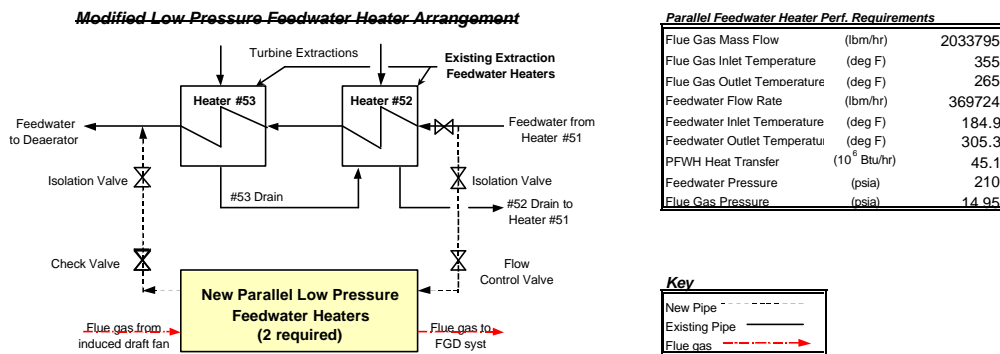 Modified Low Pressure Feedwater Heater Arrangement
Turbine Extractions
Existing Extraction
Feedwater Heaters
Heater #53
Heater #52
Feedwater
to Deaerator
Feedwater from
Heater #51
Isolation Valve
Isolation Valve
#53 Drain
#52 Drain to
Heater #51
Check Valve
Flow
Control Valve
New Parallel Low Pressure
Feedwater Heaters
(2 required)
Flue gas from
induced draft fan
Flue gas to
FGD syst
Parallel Feedwater Heater Perf. Requirements
Flue Gas Mass Flow (lbm/hr) 2033795
Flue Gas Inlet Temperature (deg F) 355
Flue Gas Outlet Temperature (deg F) 265
Feedwater Flow Rate (lbm/hr) 369724
Feedwater Inlet Temperature (deg F) 184.9
Feedwater Outlet Temperatur (deg F) 305.3
PFWH Heat Transfer (10^6 Btu/hr) 45.1
Feedwater Pressure (psia) 210
Flue Gas Pressure (psia) 14.95
Key
New Pipe
Existing Pipe
Flue gas